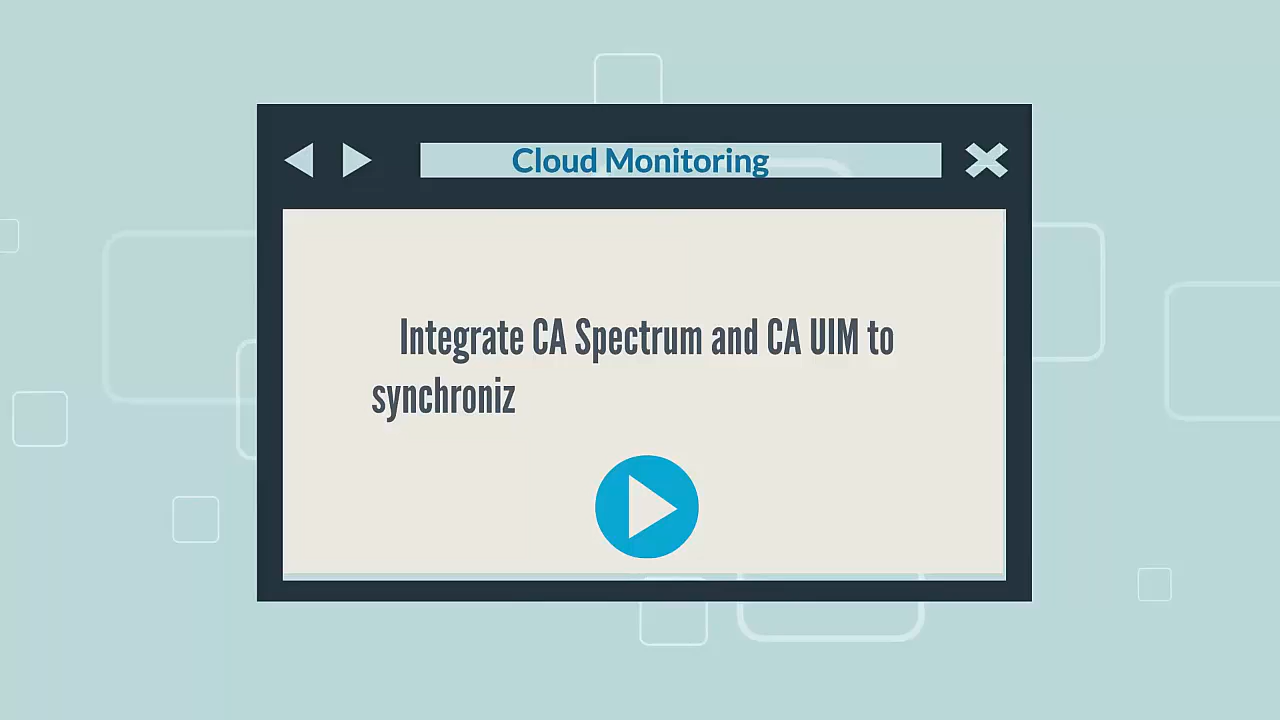 Cloud Monitoring
Integrate CA Spectrum and CA UIM to
synchroniz